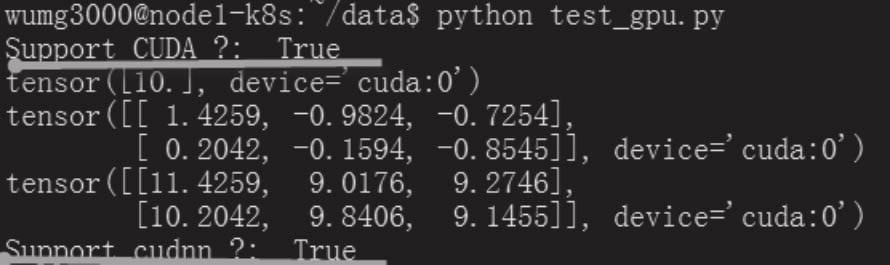 wumg3000@node1-k8s:~/data$ python test_gpu.py
Support CUDA ?:  True
tensor([10.], device='cuda:0')
tensor([[ 1.4259, -0.9824, -0.7254],
        [ 0.2042, -0.1594, -0.8545]], device='cuda:0')
tensor([[11.4259,  9.0176,  9.2746],
        [10.2042,  9.8406,  9.1455]], device='cuda:0')
Support cudnn ?:  True